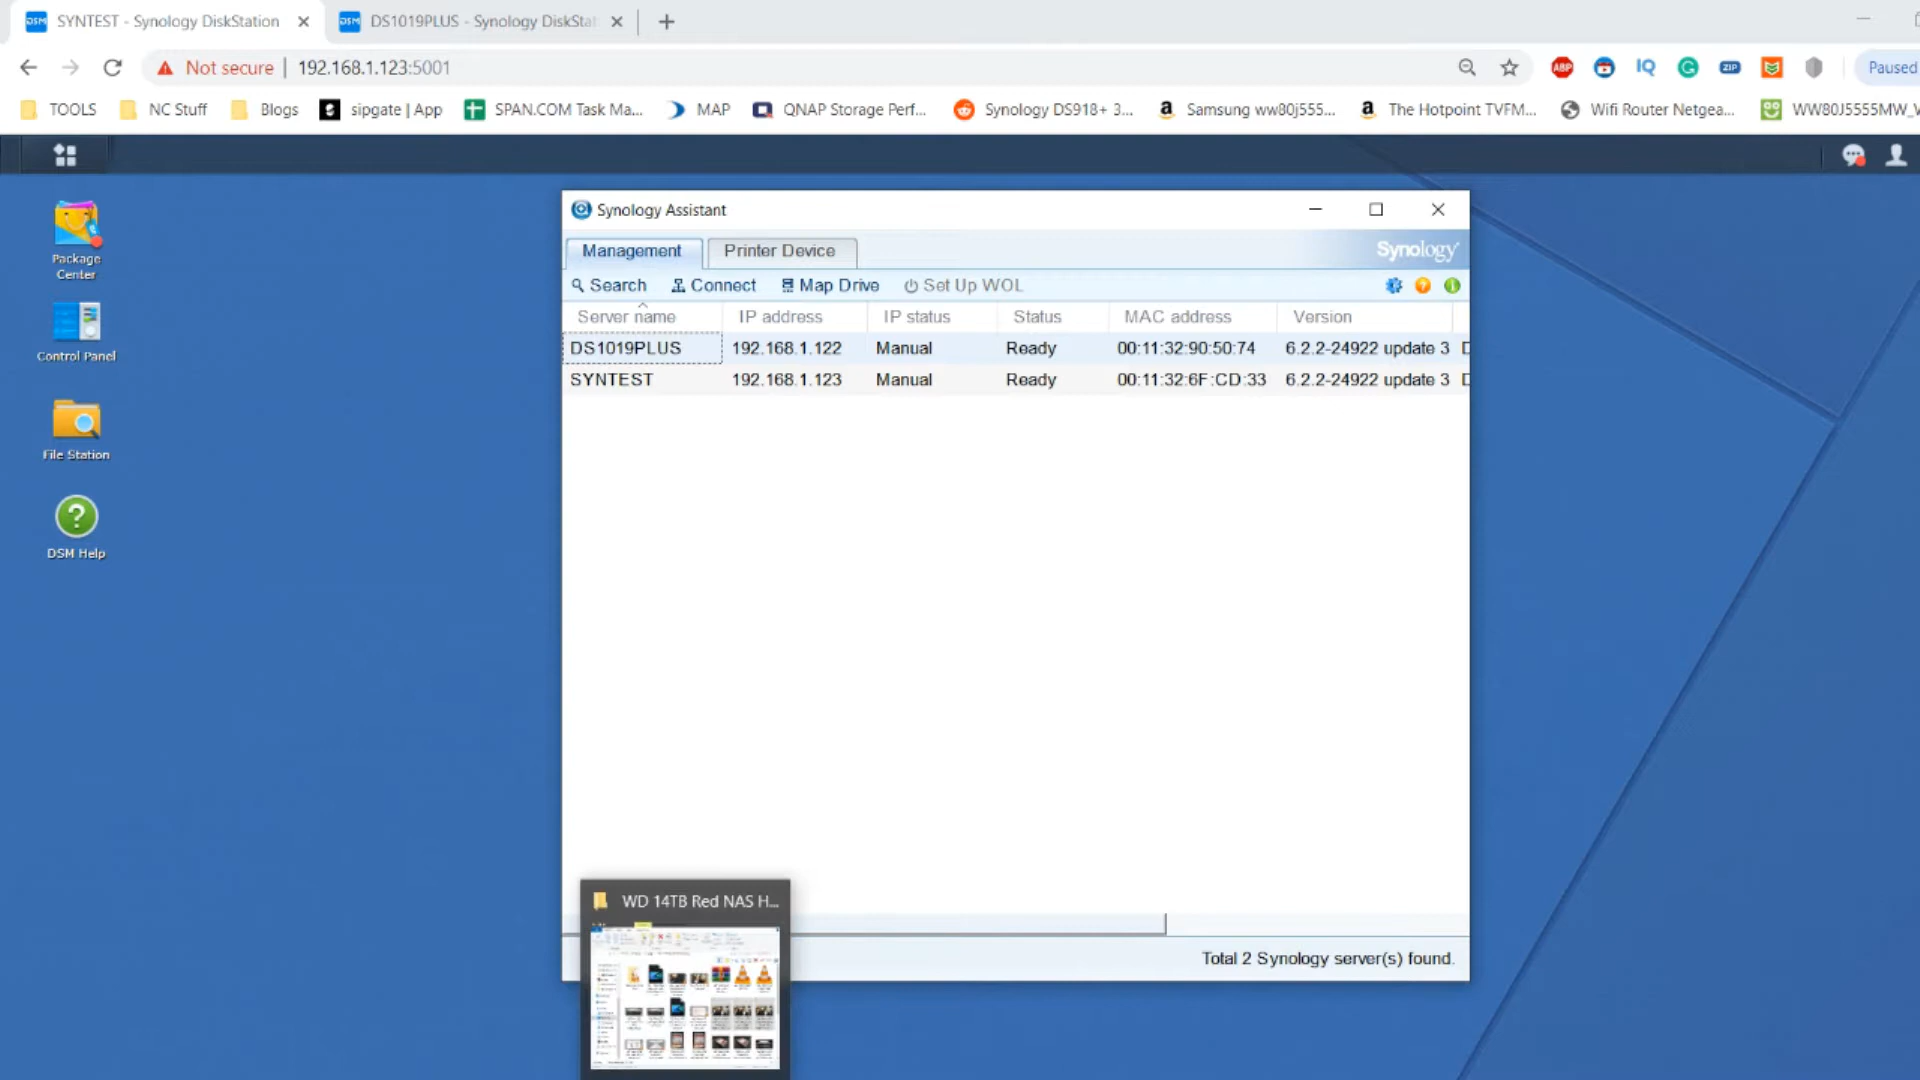 SYNTEST - Synology DiskStation
DS1019PLUS - Synology DiskStat
Not secure | 192.168.1.123:5001
ABP
IQ
ZIP
Paused
TOOLS
NC Stuff
Blogs
sipgate | App
SPAN.COM Task Ma...
MAP
QNAP Storage Perf...
Synology DS918+ 3...
Samsung ww80j555...
The Hotpoint TVFM...
Wifi Router Netgea...
WW80J5555MW_V
Package
Center
Control Panel
File Station
DSM Help
Synology Assistant
Management
Printer Device
Synology
Search
Connect
Map Drive
Set Up WOL
Server name IP address IP status Status MAC address Version
DS1019PLUS 192.168.1.122 Manual Ready 00:11:32:90:50:74 6.2.2-24922 update 3
SYNTEST 192.168.1.123 Manual Ready 00:11:32:6F:CD:33 6.2.2-24922 update 3
WD 14TB Red NAS H...
Total 2 Synology server(s) found.